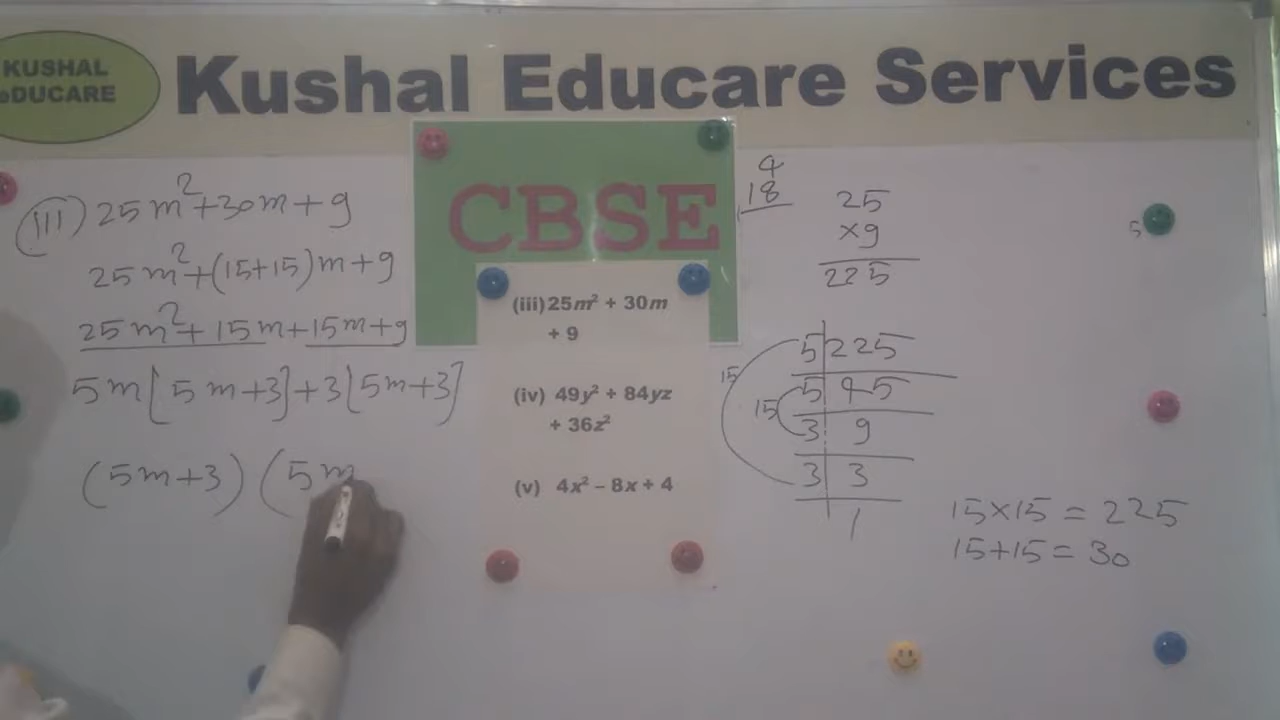 KUSHAL
eDUCARE
Kushal Educare Services
CBSE
(iii) 25m² + 30m
+ 9
(iv) 49y² + 84yz
+ 36z²
(v) 4x² – 8x + 4
(III) 25m²+30m+9
25m²+(15+15)m+9
25m²+15m+15m+9
5m[5m+3]+3[5m+3]
(5m+3)(5m
4
18
25
×9
225
5 225
5 45
3 9
3 3
1
15
15
15×15=225
15+15=30
5